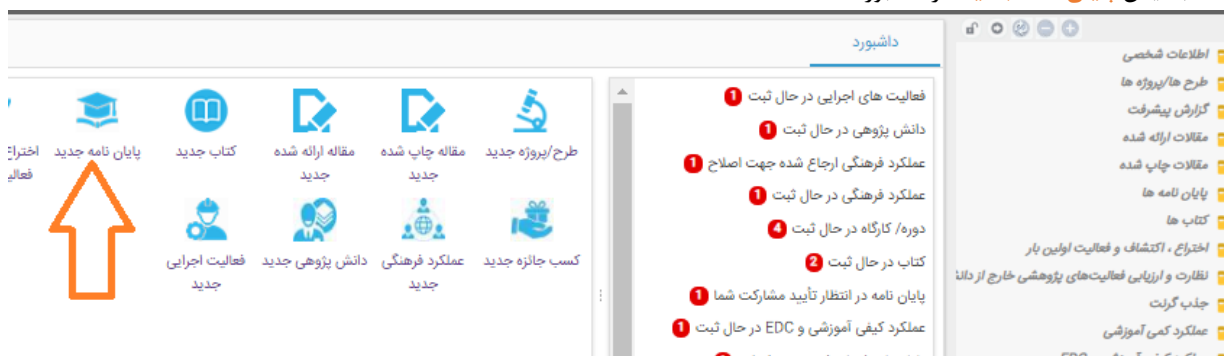 داشبورد
اطلاعات شخصی
طرح ها/پروژه ها
گزارش پیشرفت
مقالات ارائه شده
مقالات چاپ شده
پایان نامه ها
کتاب ها
اختراع ، اکتشاف و فعالیت اولین بار
نظارت و ارزیابی فعالیت‌های پژوهشی خارج از
جذب گرنت
عملکرد کمی آموزشی
فعالیت های اجرایی در حال ثبت 1
دانش پژوهی در حال ثبت 1
عملکرد فرهنگی ارجاع شده جهت اصلاح 1
عملکرد فرهنگی در حال ثبت 1
دوره/ کارگاه در حال ثبت 4
کتاب در حال ثبت 2
پایان نامه در انتظار تأیید مشارکت شما 1
عملکرد کیفی آموزشی و EDC در حال ثبت 1
طرح/پروژه جدید
مقاله چاپ شده
جدید
مقاله ارائه شده
جدید
کتاب جدید
پایان نامه جدید
کسب جائزه جدید
عملکرد فرهنگی
جدید
دانش پژوهی جدید
فعالیت اجرایی
جدید